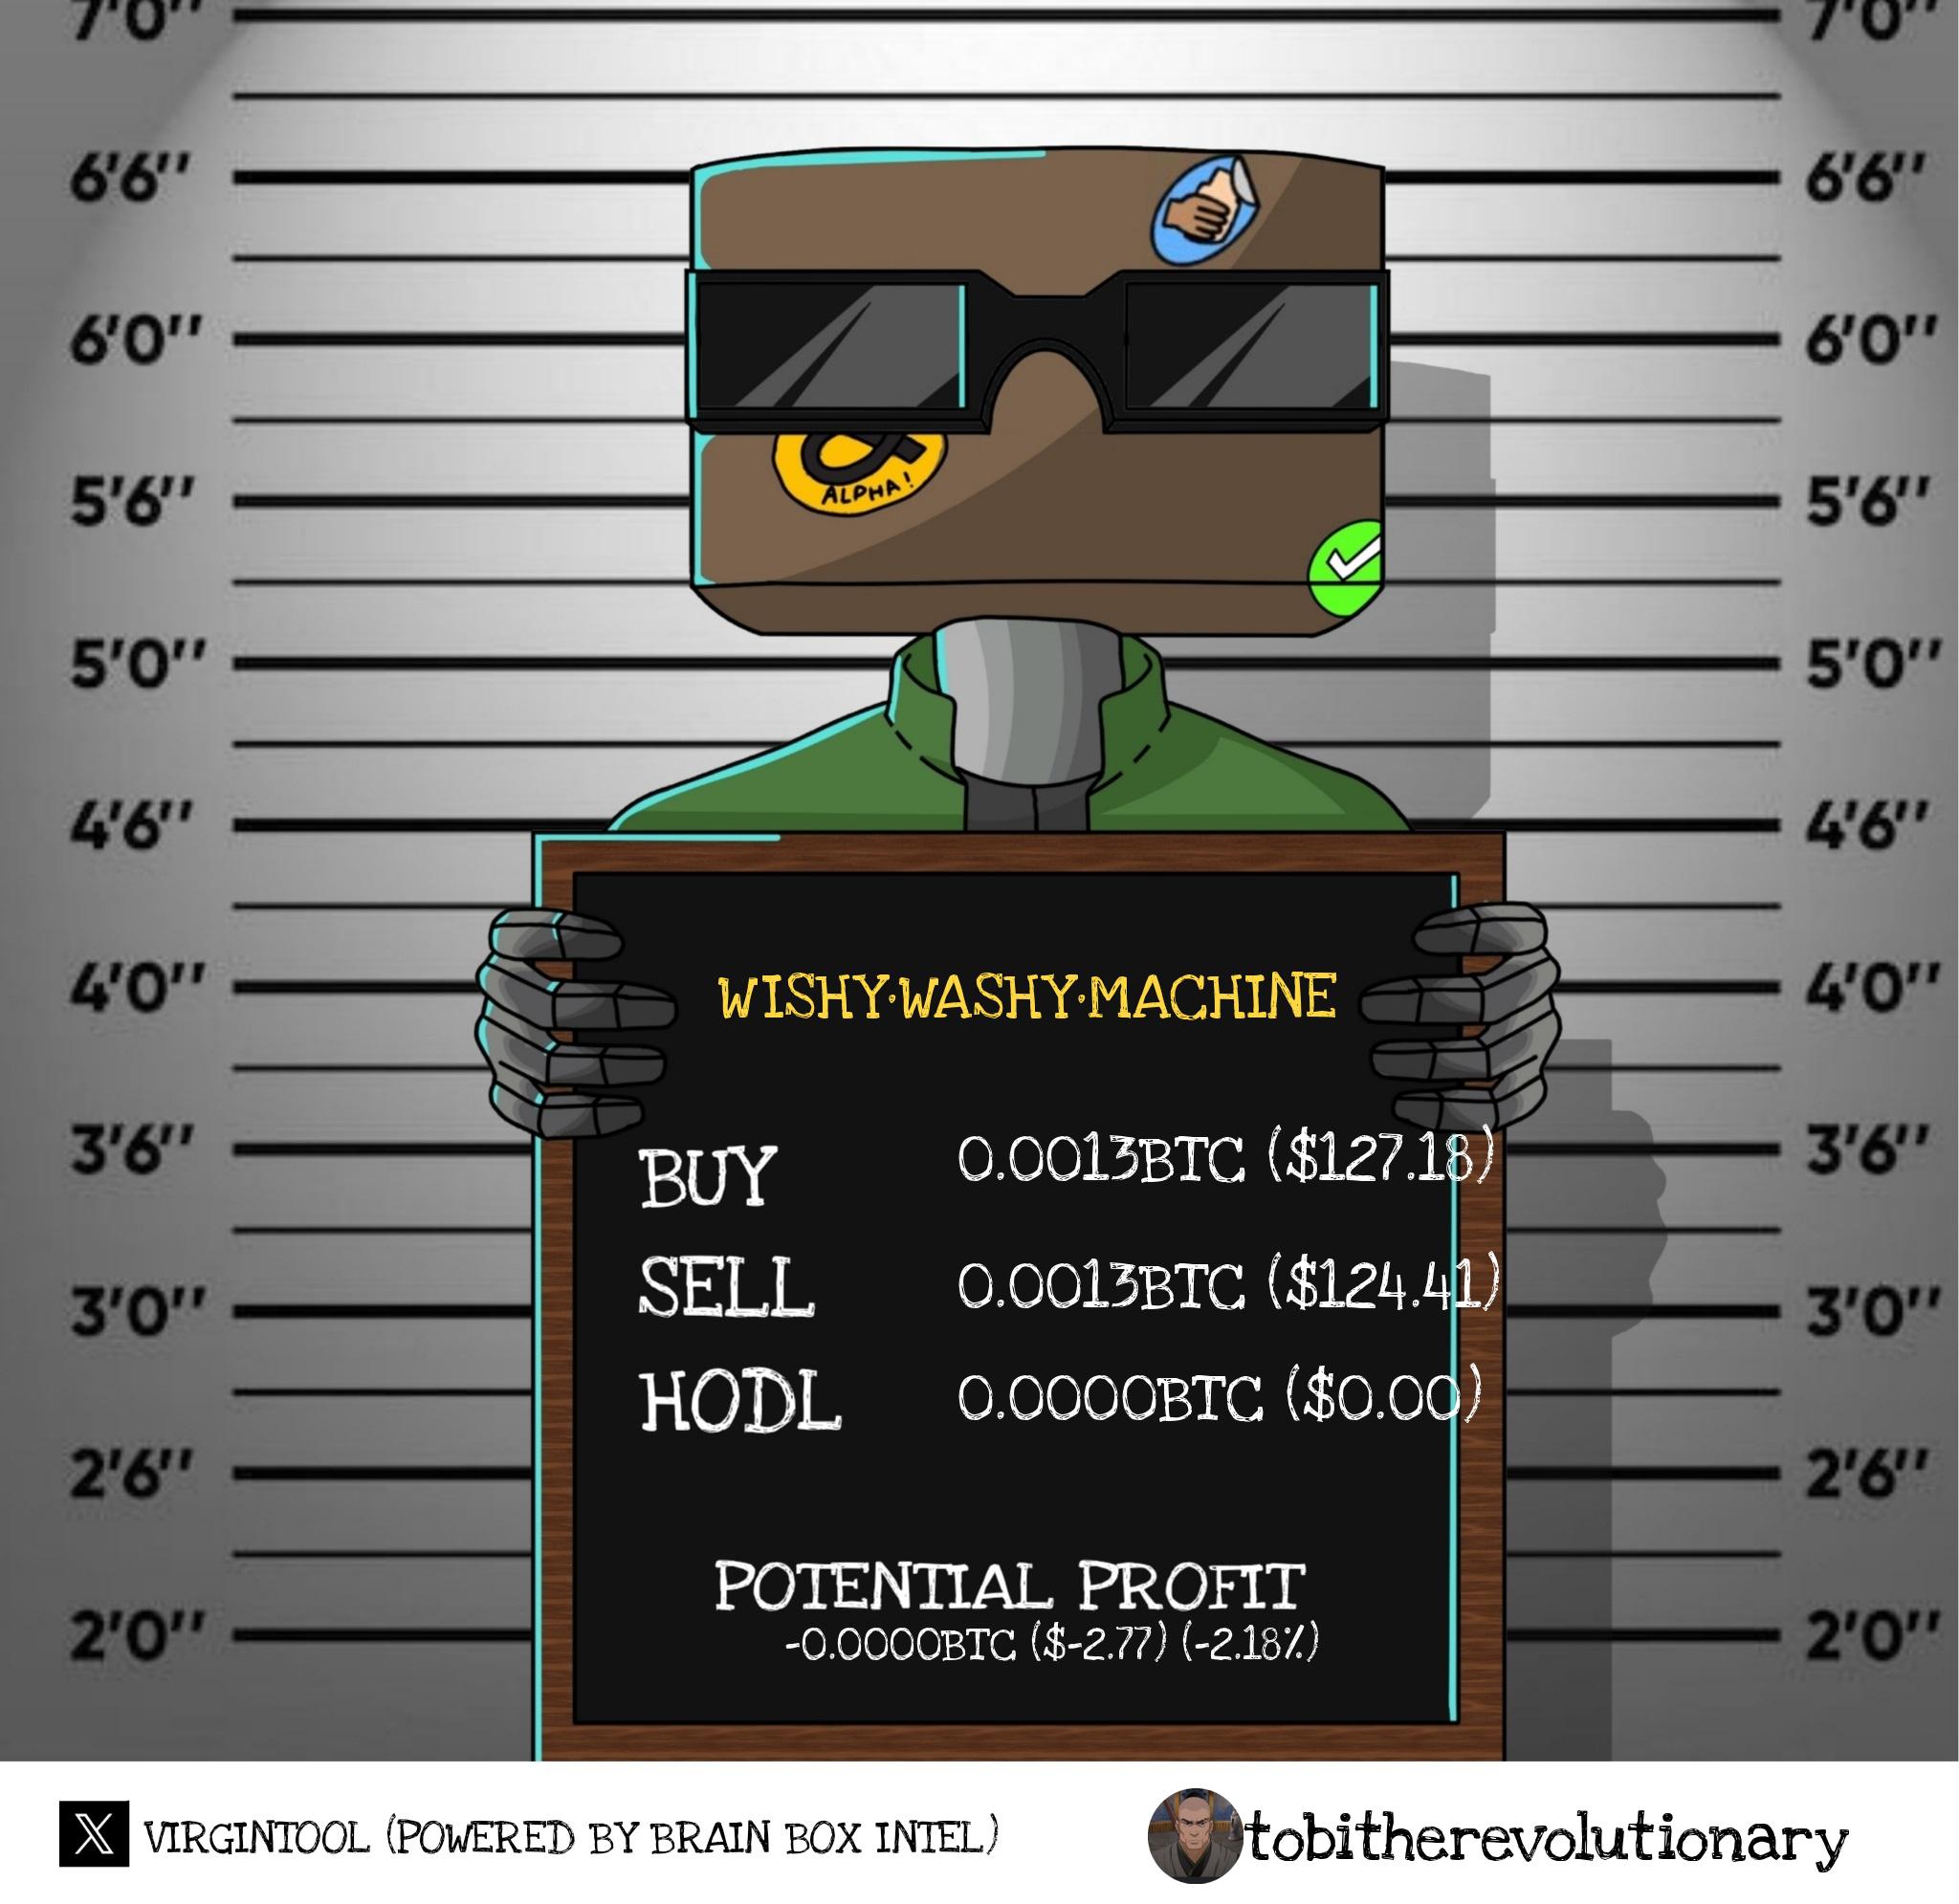 7'0'' 7'0''
6'6'' 6'6''
6'0'' 6'0''
5'6'' 5'6''
ALPHA!
5'0'' 5'0''
4'6'' 4'6''
4'0'' 4'0''
WISHY•WASHY•MACHINE
3'6'' 3'6''
BUY 0.0013BTC ($127.18)
SELL 0.0013BTC ($124.41)
3'0'' 3'0''
HODL 0.0000BTC ($0.00)
2'6'' 2'6''
POTENTIAL PROFIT
-0.0000BTC ($-2.77) (-2.18%)
2'0'' 2'0''
X VIRGINTOOL (POWERED BY BRAIN BOX INTEL) tobitherevolutionary